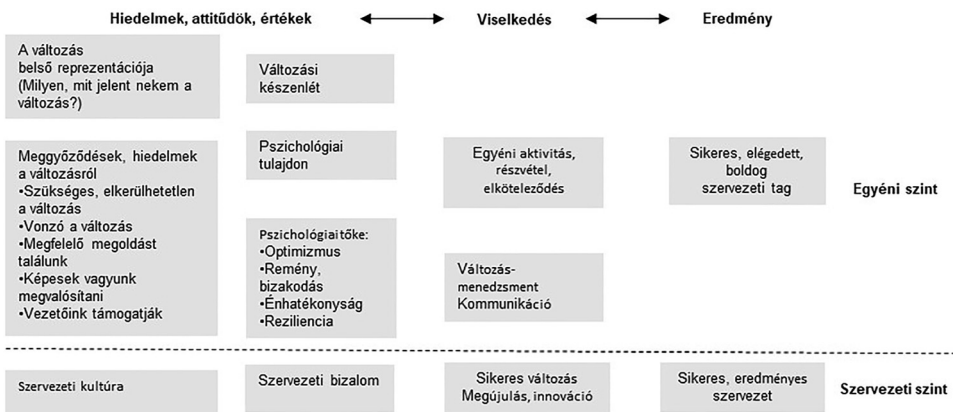 Hiedelmek, attitűdök, értékek
Viselkedés
Eredmény
A változás
belső reprezentációja
(Milyen, mit jelent nekem a
változás?)
Változási
készenlét
Meggyőződések, hiedelmek
a változásról
•Szükséges, elkerülhetetlen
a változás
•Vonzó a változás
•Megfelelő megoldást
találunk
•Képesek vagyunk
megvalósítani
•Vezetőink támogatják
Pszichológiai
tulajdon
Pszichológiai tőke:
•Optimizmus
•Remény,
bizakodás
•Énhatékonyság
•Reziliencia
Egyéni aktivitás,
részvétel,
elköteleződés
Változás-
menedzsment
Kommunikáció
Sikeres, elégedett,
boldog
szervezeti tag
Egyéni szint
Szervezeti kultúra
Szervezeti bizalom
Sikeres változás
Megújulás, innováció
Sikeres, eredményes
szervezet
Szervezeti szint